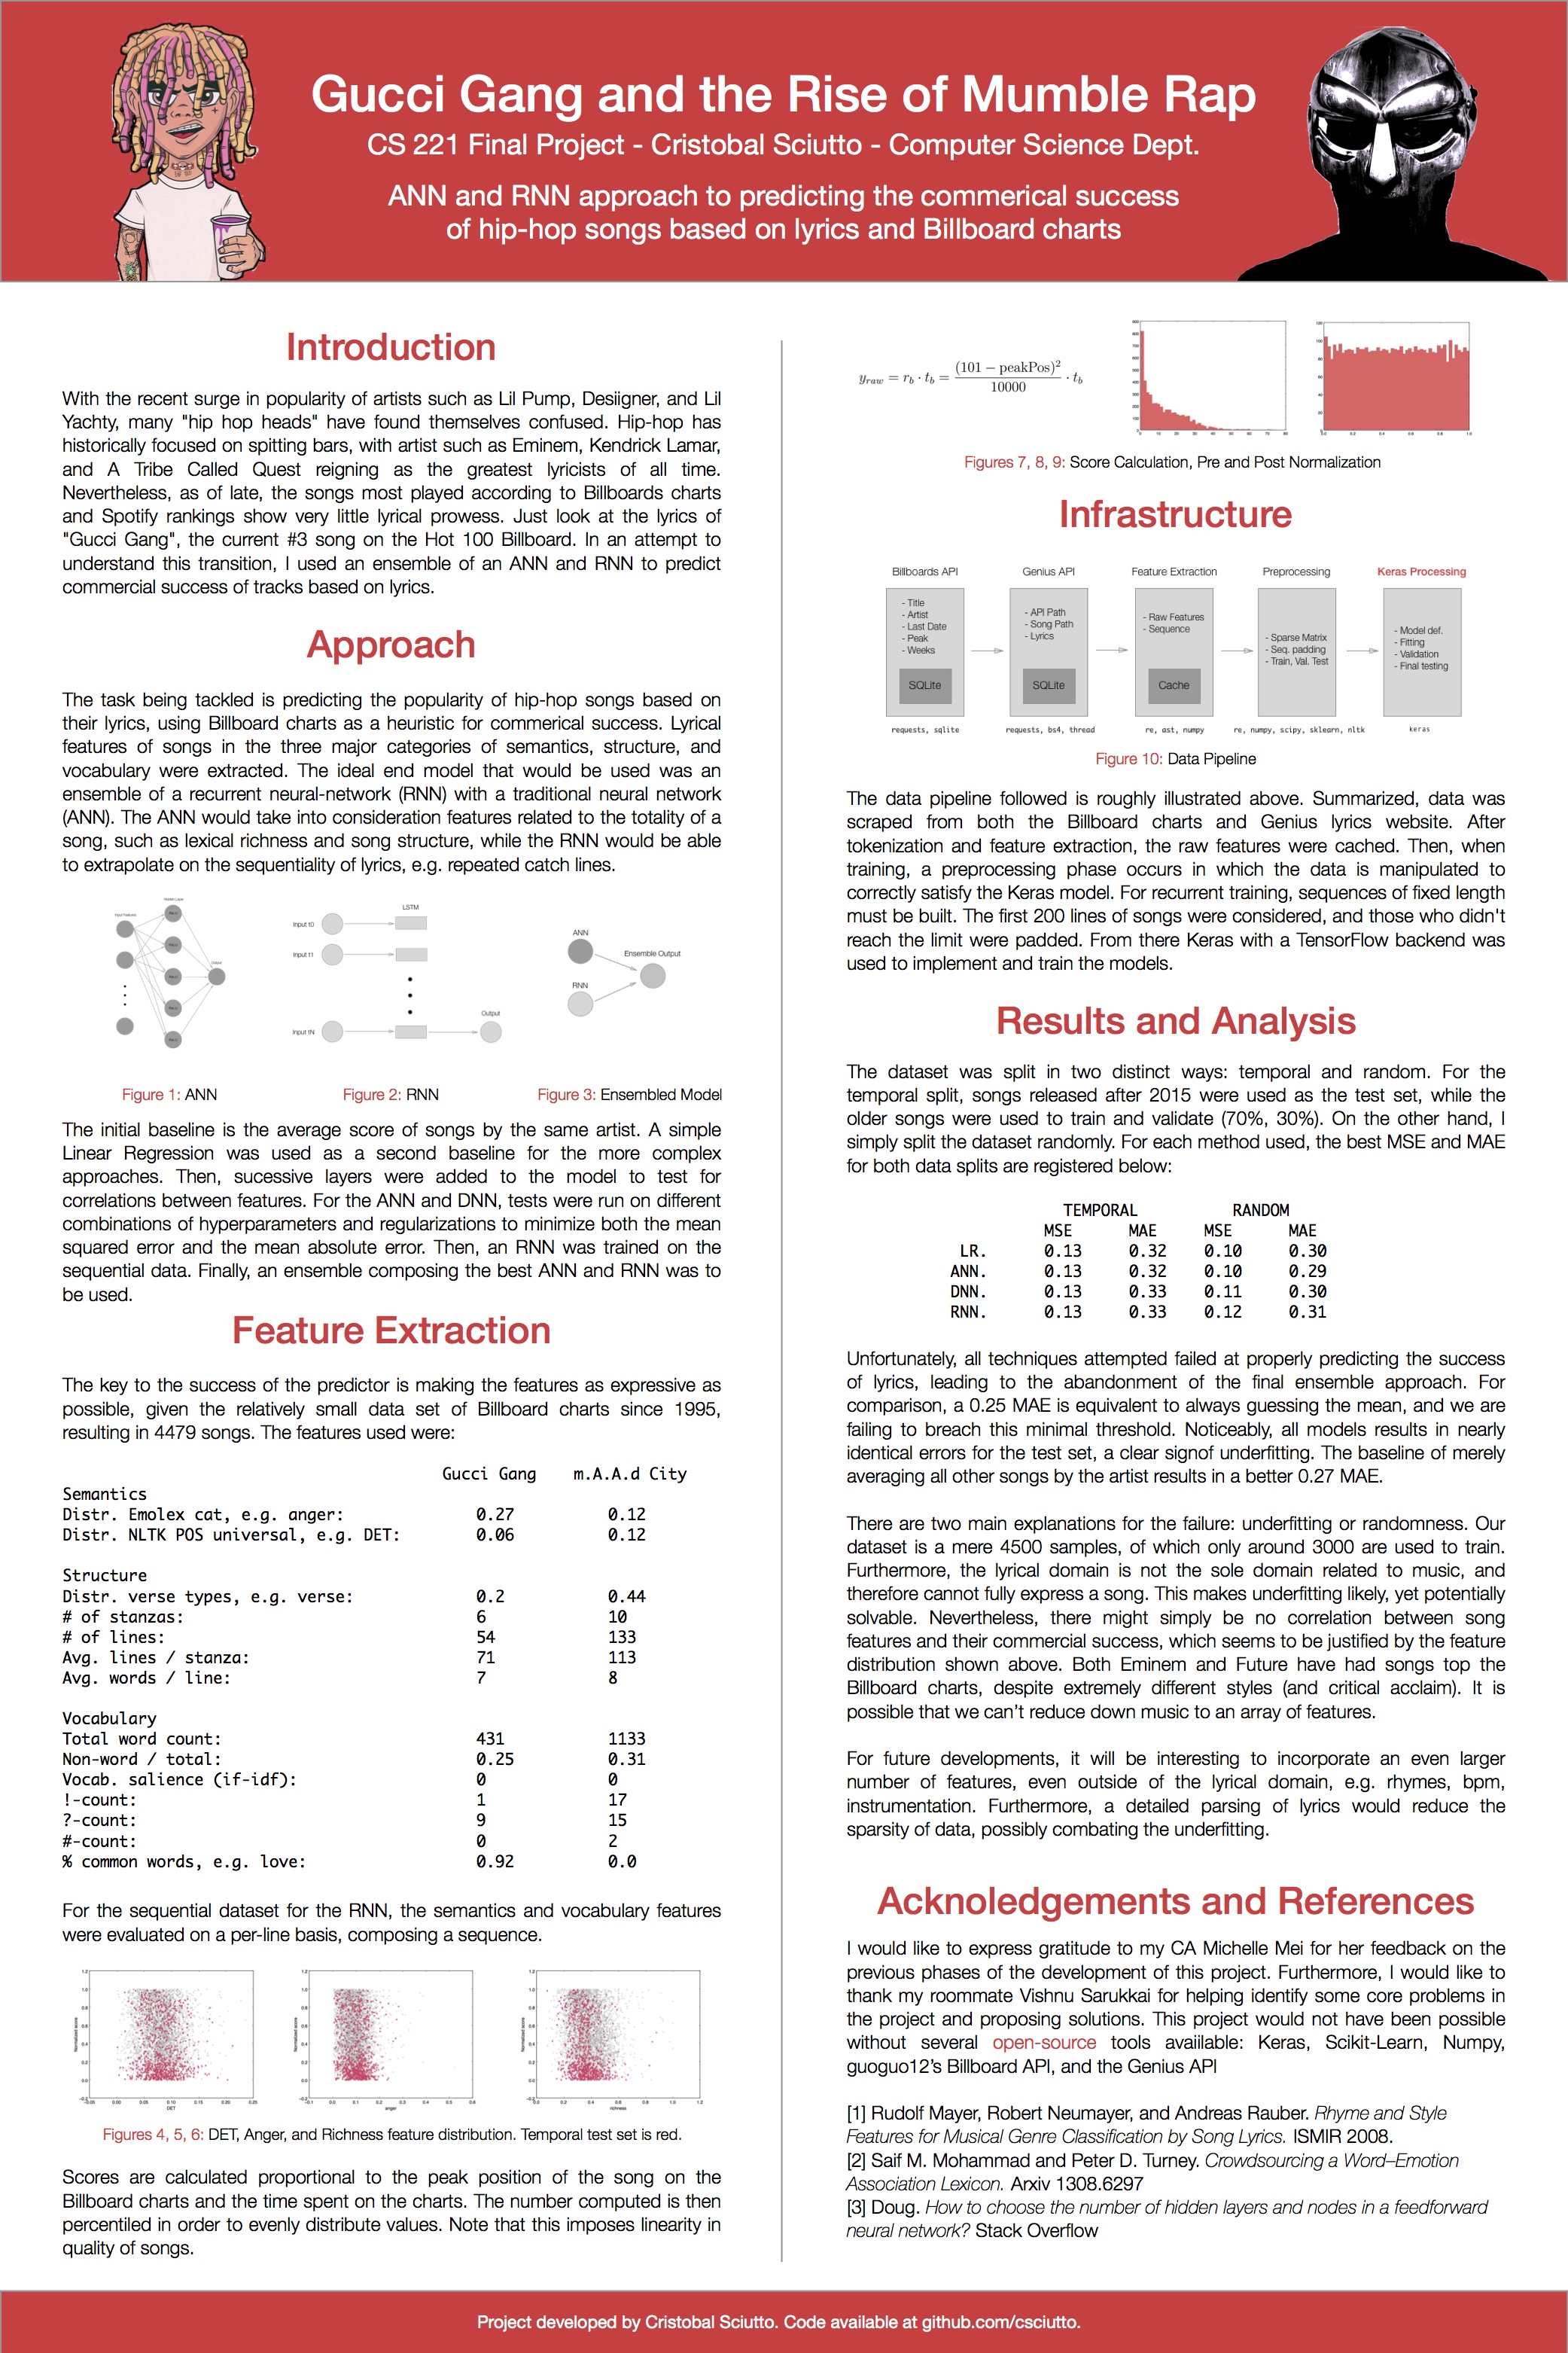 Gucci Gang and the Rise of Mumble Rap
CS 221 Final Project - Cristobal Sciutto - Computer Science Dept.
ANN and RNN approach to predicting the commerical success
of hip-hop songs based on lyrics and Billboard charts
Introduction
With the recent surge in popularity of artists such as Lil Pump, Desiigner, and Lil
Yachty, many "hip hop heads" have found themselves confused. Hip-hop has
historically focused on spitting bars, with artist such as Eminem, Kendrick Lamar,
and A Tribe Called Quest reigning as the greatest lyricists of all time.
Nevertheless, as of late, the songs most played according to Billboards charts
and Spotify rankings show very little lyrical prowess. Just look at the lyrics of
"Gucci Gang", the current #3 song on the Hot 100 Billboard. In an attempt to
understand this transition, I used an ensemble of an ANN and RNN to predict
commercial success of tracks based on lyrics.
Approach
The task being tackled is predicting the popularity of hip-hop songs based on
their lyrics, using Billboard charts as a heuristic for commerical success. Lyrical
features of songs in the three major categories of semantics, structure, and
vocabulary were extracted. The ideal end model that would be used was an
ensemble of a recurrent neural-network (RNN) with a traditional neural network
(ANN). The ANN would take into consideration features related to the totality of a
song, such as lexical richness and song structure, while the RNN would be able
to extrapolate on the sequentiality of lyrics, e.g. repeated catch lines.
Input Features
Hidden Layer
Output
Input t0
Input t1
Input tN
LSTM
Output
ANN
RNN
Ensemble Output
Figure 1: ANN
Figure 2: RNN
Figure 3: Ensembled Model
The initial baseline is the average score of songs by the same artist. A simple
Linear Regression was used as a second baseline for the more complex
approaches. Then, sucessive layers were added to the model to test for
correlations between features. For the ANN and DNN, tests were run on different
combinations of hyperparameters and regularizations to minimize both the mean
squared error and the mean absolute error. Then, an RNN was trained on the
sequential data. Finally, an ensemble composing the best ANN and RNN was to
be used.
Feature Extraction
The key to the success of the predictor is making the features as expressive as
possible, given the relatively small data set of Billboard charts since 1995,
resulting in 4479 songs. The features used were:
Gucci Gang m.A.A.d City
Semantics
Distr. Emolex cat, e.g. anger: 0.27 0.12
Distr. NLTK POS universal, e.g. DET: 0.06 0.12
Structure
Distr. verse types, e.g. verse: 0.2 0.44
# of stanzas: 6 10
# of lines: 54 133
Avg. lines / stanza: 71 113
Avg. words / line: 7 8
Vocabulary
Total word count: 431 1133
Non-word / total: 0.25 0.31
Vocab. salience (if-idf): 0 0
!-count: 1 17
?-count: 9 15
#-count: 0 2
% common words, e.g. love: 0.92 0.0
For the sequential dataset for the RNN, the semantics and vocabulary features
were evaluated on a per-line basis, composing a sequence.
Normalized score
DET
anger
richness
Figures 4, 5, 6: DET, Anger, and Richness feature distribution. Temporal test set is red.
Scores are calculated proportional to the peak position of the song on the
Billboard charts and the time spent on the charts. The number computed is then
percentiled in order to evenly distribute values. Note that this imposes linearity in
quality of songs.
y_raw = r_b · t_b = (101 − peakPos)² / 10000 · t_b
Figures 7, 8, 9: Score Calculation, Pre and Post Normalization
Infrastructure
Billboards API
- Title
- Artist
- Last Date
- Peak
- Weeks
SQLite
requests, sqlite
Genius API
- API Path
- Song Path
- Lyrics
SQLite
requests, bs4, thread
Feature Extraction
- Raw Features
- Sequence
Cache
re, ast, numpy
Preprocessing
- Sparse Matrix
- Seq. padding
- Train, Val. Test
re, numpy, scipy, sklearn, nltk
Keras Processing
- Model def.
- Fitting
- Validation
- Final testing
keras
Figure 10: Data Pipeline
The data pipeline followed is roughly illustrated above. Summarized, data was
scraped from both the Billboard charts and Genius lyrics website. After
tokenization and feature extraction, the raw features were cached. Then, when
training, a preprocessing phase occurs in which the data is manipulated to
correctly satisfy the Keras model. For recurrent training, sequences of fixed length
must be built. The first 200 lines of songs were considered, and those who didn't
reach the limit were padded. From there Keras with a TensorFlow backend was
used to implement and train the models.
Results and Analysis
The dataset was split in two distinct ways: temporal and random. For the
temporal split, songs released after 2015 were used as the test set, while the
older songs were used to train and validate (70%, 30%). On the other hand, I
simply split the dataset randomly. For each method used, the best MSE and MAE
for both data splits are registered below:
TEMPORAL RANDOM
MSE MAE MSE MAE
LR. 0.13 0.32 0.10 0.30
ANN. 0.13 0.32 0.10 0.29
DNN. 0.13 0.33 0.11 0.30
RNN. 0.13 0.33 0.12 0.31
Unfortunately, all techniques attempted failed at properly predicting the success
of lyrics, leading to the abandonment of the final ensemble approach. For
comparison, a 0.25 MAE is equivalent to always guessing the mean, and we are
failing to breach this minimal threshold. Noticeably, all models results in nearly
identical errors for the test set, a clear signof underfitting. The baseline of merely
averaging all other songs by the artist results in a better 0.27 MAE.
There are two main explanations for the failure: underfitting or randomness. Our
dataset is a mere 4500 samples, of which only around 3000 are used to train.
Furthermore, the lyrical domain is not the sole domain related to music, and
therefore cannot fully express a song. This makes underfitting likely, yet potentially
solvable. Nevertheless, there might simply be no correlation between song
features and their commercial success, which seems to be justified by the feature
distribution shown above. Both Eminem and Future have had songs top the
Billboard charts, despite extremely different styles (and critical acclaim). It is
possible that we can't reduce down music to an array of features.
For future developments, it will be interesting to incorporate an even larger
number of features, even outside of the lyrical domain, e.g. rhymes, bpm,
instrumentation. Furthermore, a detailed parsing of lyrics would reduce the
sparsity of data, possibly combating the underfitting.
Acknoledgements and References
I would like to express gratitude to my CA Michelle Mei for her feedback on the
previous phases of the development of this project. Furthermore, I would like to
thank my roommate Vishnu Sarukkai for helping identify some core problems in
the project and proposing solutions. This project would not have been possible
without several open-source tools avaiilable: Keras, Scikit-Learn, Numpy,
guoguo12's Billboard API, and the Genius API
[1] Rudolf Mayer, Robert Neumayer, and Andreas Rauber. Rhyme and Style
Features for Musical Genre Classification by Song Lyrics. ISMIR 2008.
[2] Saif M. Mohammad and Peter D. Turney. Crowdsourcing a Word–Emotion
Association Lexicon. Arxiv 1308.6297
[3] Doug. How to choose the number of hidden layers and nodes in a feedforward
neural network? Stack Overflow
Project developed by Cristobal Sciutto. Code available at github.com/csciutto.